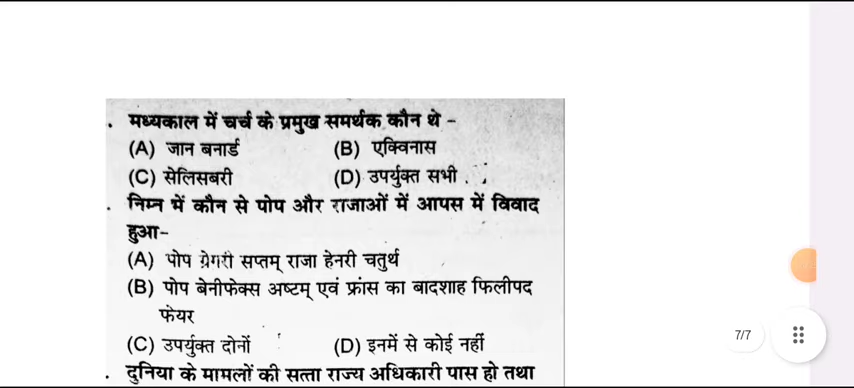 . मध्यकाल में चर्च के प्रमुख समर्थक कौन थे -
(A) जान बनार्ड (B) एक्विनास
(C) सेलिसबरी (D) उपर्युक्त सभी
. निम्न में कौन से पोप और राजाओं में आपस में विवाद
हुआ-
(A) पोप ग्रेगरी सप्तम् राजा हेनरी चतुर्थ
(B) पोप बेनीफेक्स अष्टम् एवं फ्रांस का बादशाह फिलीपद
फेयर
(C) उपर्युक्त दोनों (D) इनमें से कोई नहीं
7/7
. दुनिया के मामलों की सत्ता राज्य अधिकारी पास हो तथा